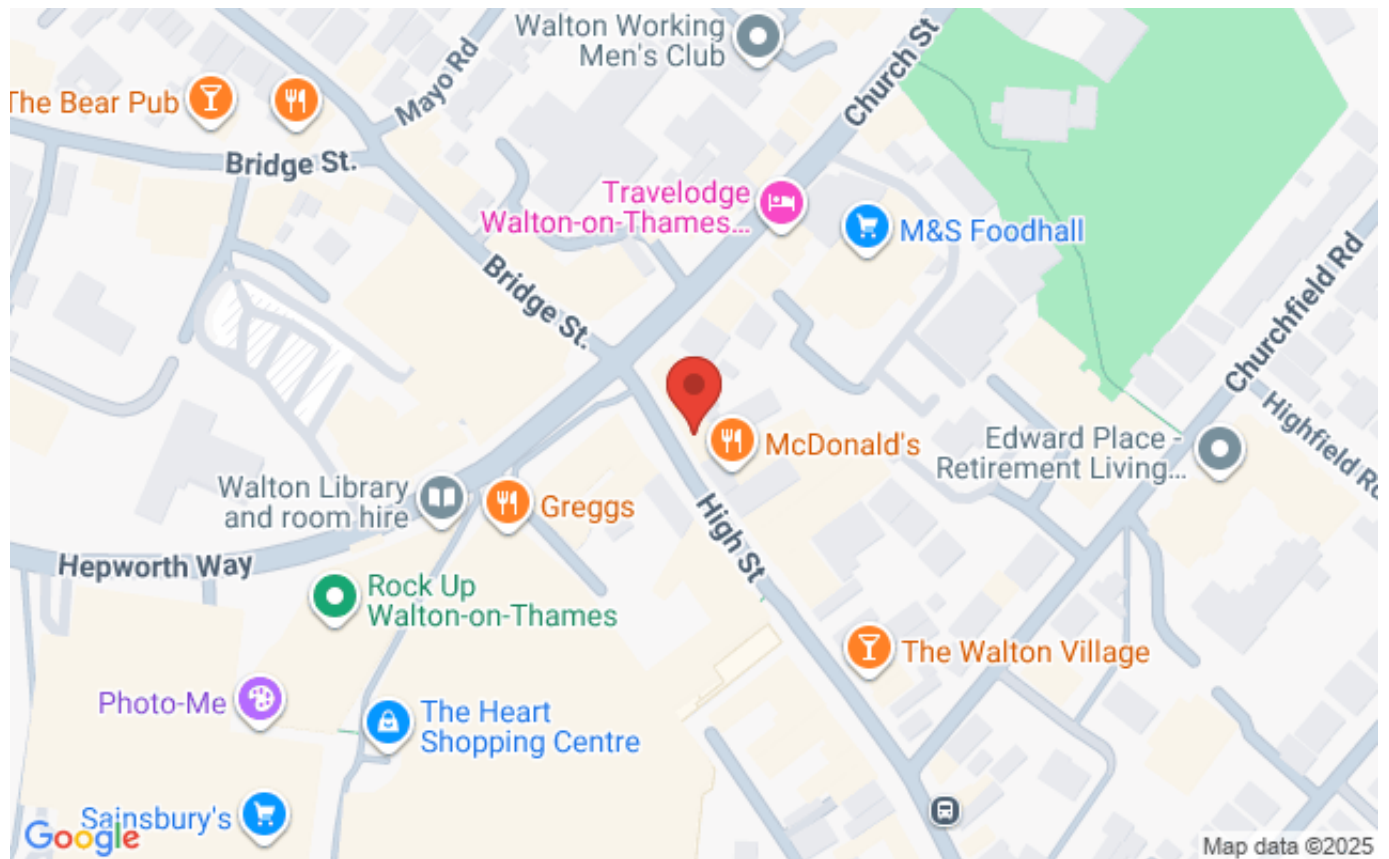 Walton Working
Men's Club
Church St
Mayo Rd
The Bear Pub
Bridge St.
Travelodge
Walton-on-Thames...
M&S Foodhall
Bridge St.
Churchfield Rd
Highfield Rd
McDonald's
Edward Place -
Retirement Living...
Walton Library
and room hire
Greggs
High St
Hepworth Way
Rock Up
Walton-on-Thames
The Walton Village
Photo-Me
The Heart
Shopping Centre
Sainsbury's
Google
Map data ©2025